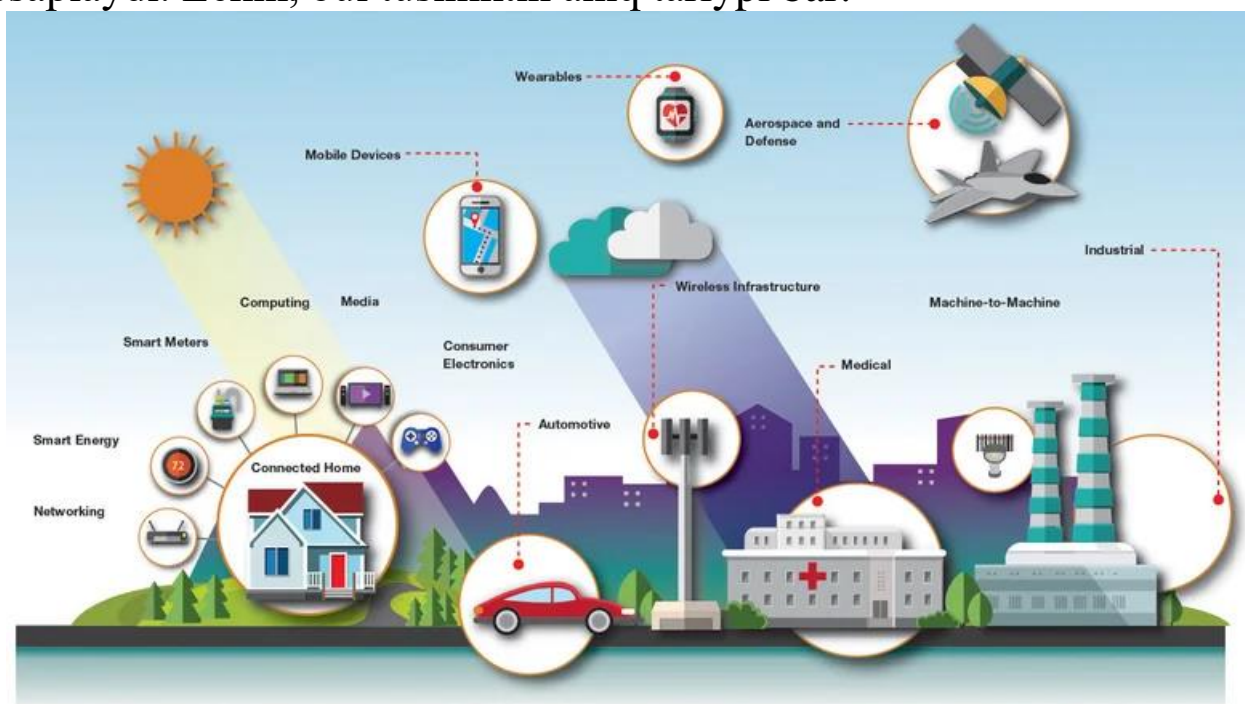 Wearables
Aerospace and
Defense
Mobile Devices
Industrial
Wireless Infrastructure
Computing
Media
Machine-to-Machine
Smart Meters
Consumer
Electronics
Medical
Automotive
Smart Energy
Connected Home
72
Networking